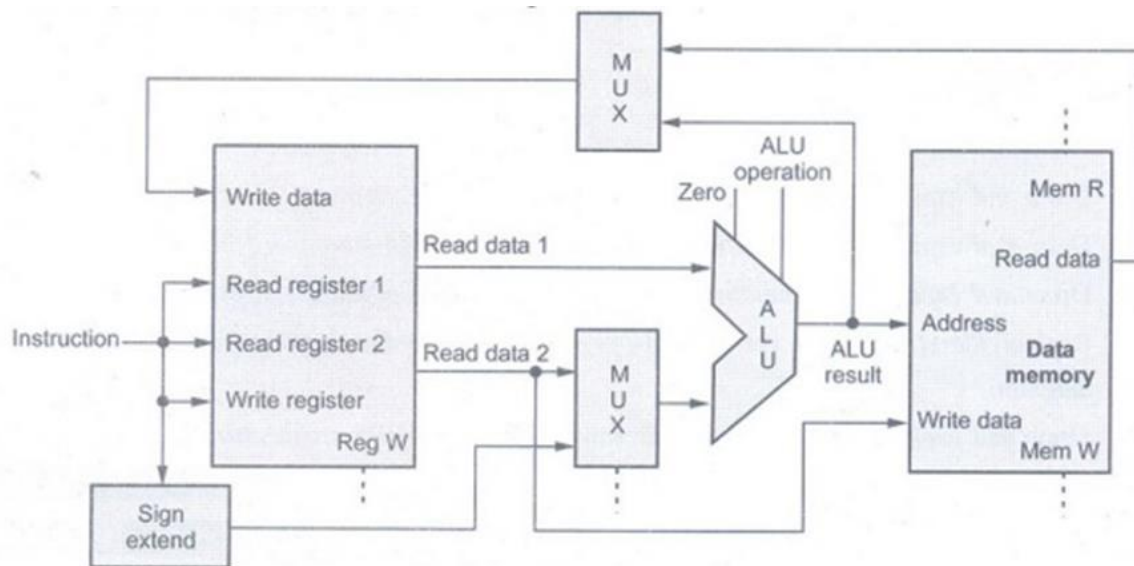 M
U
X
ALU
operation
Zero
Write data
Mem R
Read data 1
Read data
Read register 1
A
L
U
Address
Instruction
Read register 2
Read data 2
ALU
result
Data
memory
M
U
X
Write register
Write data
Reg W
Mem W
Sign
extend